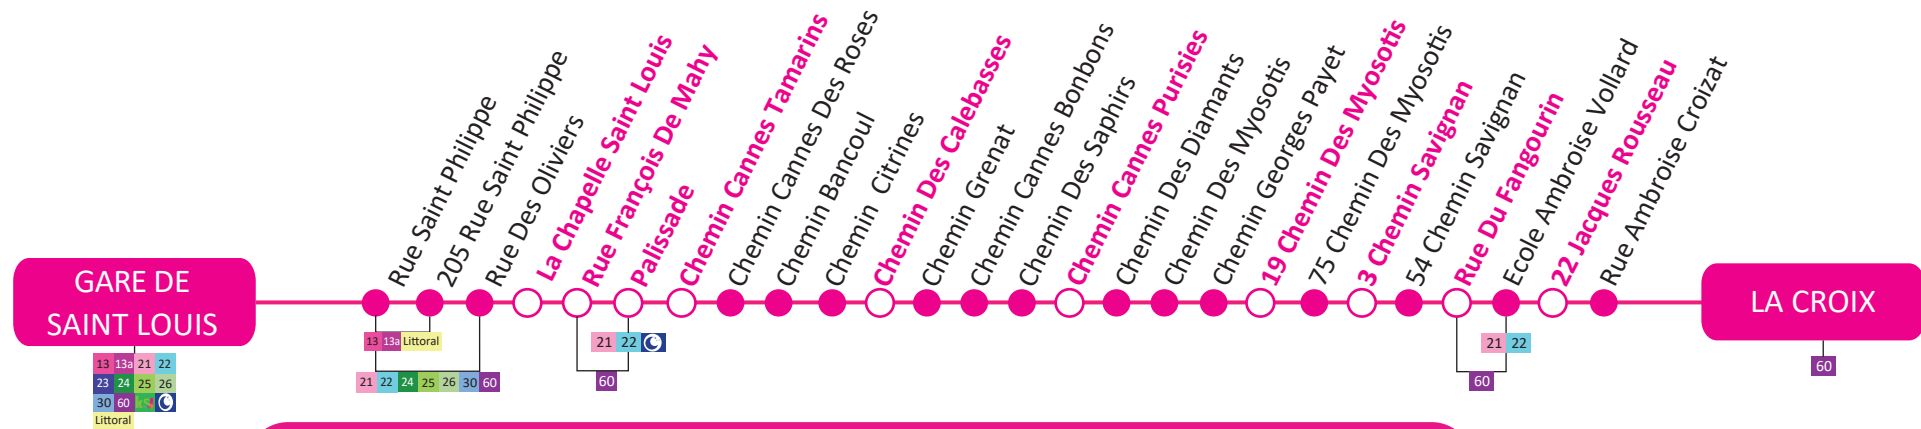 GARE DE
SAINT LOUIS
Rue Saint Philippe
205 Rue Saint Philippe
Rue Des Oliviers
La Chapelle Saint Louis
Rue François De Mahy
Palissade
Chemin Cannes Tamarins
Chemin Cannes Des Roses
Chemin Bancoul
Chemin Citrines
Chemin Des Calebasses
Chemin Grenat
Chemin Cannes Bonbons
Chemin Des Saphirs
Chemin Cannes Purisies
Chemin Des Diamants
Chemin Des Myosotis
Chemin Georges Payet
19 Chemin Des Myosotis
75 Chemin Des Myosotis
3 Chemin Savignan
54 Chemin Savignan
Rue Du Fangourin
Ecole Ambroise Vollard
22 Jacques Rousseau
Rue Ambroise Croizat
LA CROIX
13 13a 21 22
23 24 25 26
30 60
Littoral
13 13a Littoral
21 22 24 25 26 30 60
21 22
60
21 22
60
60